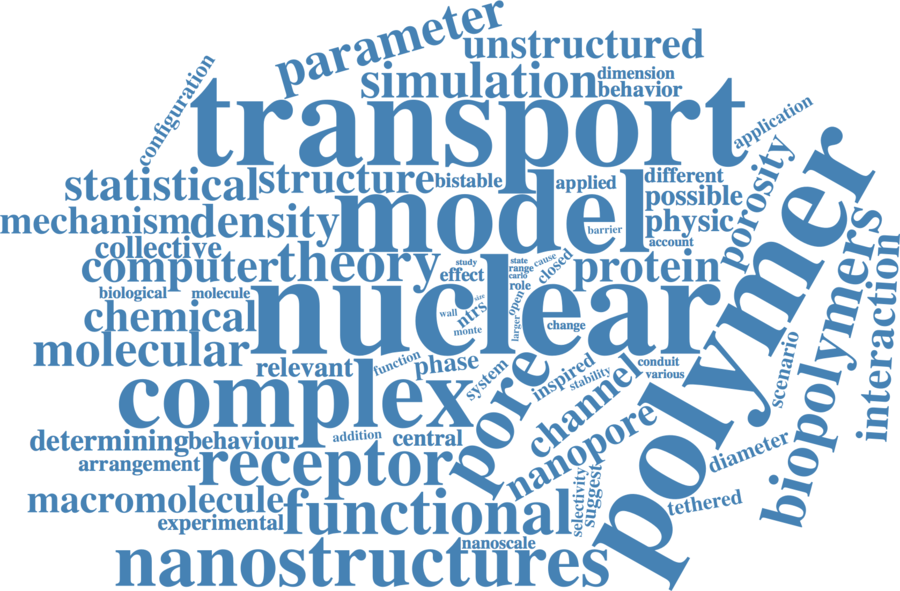 parameter
unstructured
simulation
dimension
behavior
configuration
transport
application
statistical
structure
bistable
applied
different
possible
porosity
polymer
mechanism
density
model
barrier
physic
account
collective
computer
theory
study
effect
state
range
carlo
role
cause
closed
protein
biological
molecule
nuclear
size
wall
ntrs
monte
open
larger
change
chemical
molecular
relevant
function
phase
system
inspired
stability
conduit
various
scenario
biopolymers
interaction
complex
pore
channel
nanopore
determining
behaviour
addition
central
arrangement
receptor
diameter
tethered
macromolecule
experimental
functional
selectivity
suggest
nanoscale
nanostructures